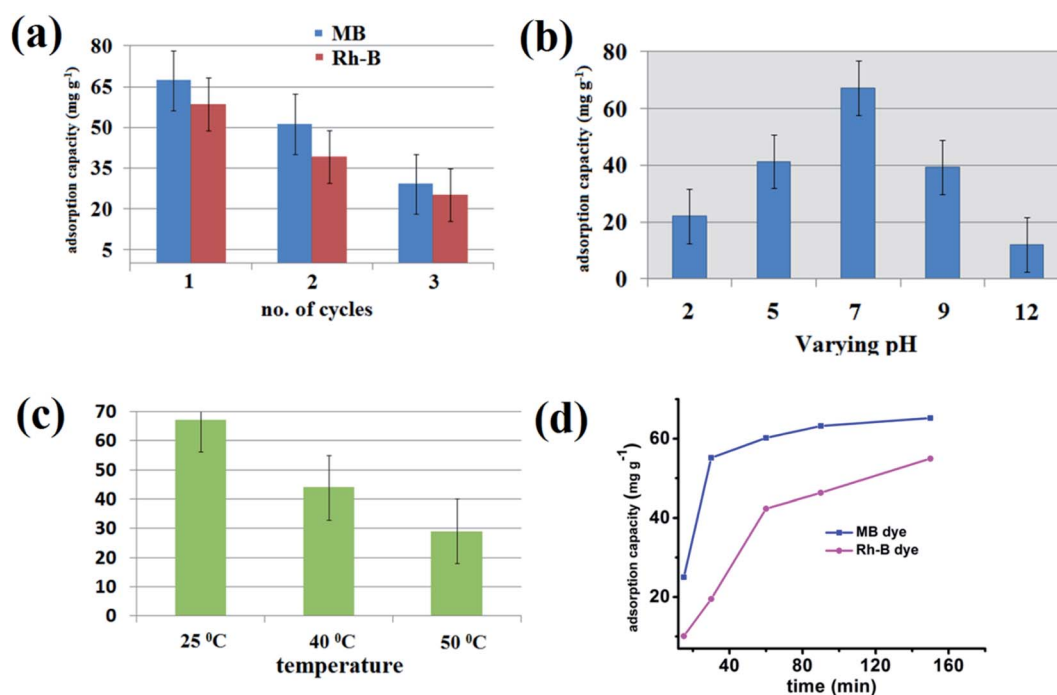 (a)
MB
Rh-B
adsorption capacity (mg g-1)
80
65
50
35
20
5
1 2 3
no. of cycles
(b)
adsorption capacity (mg g-1)
80
60
40
20
0
2 5 7 9 12
Varying pH
(c)
70
60
50
40
30
20
10
0
25 ⁰C 40 ⁰C 50 ⁰C
temperature
(d)
adsorption capacity (mg g-1)
60
40
20
MB dye
Rh-B dye
40 80 120 160
time (min)